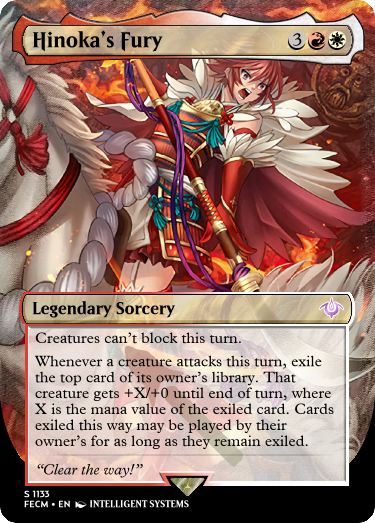 Hinoka's Fury 3
Legendary Sorcery
Creatures can't block this turn.
Whenever a creature attacks this turn, exile
the top card of its owner's library. That
creature gets +X/+0 until end of turn, where
X is the mana value of the exiled card. Cards
exiled this way may be played by their
owner's for as long as they remain exiled.
“Clear the way!”
S 1133
FECM • EN INTELLIGENT SYSTEMS